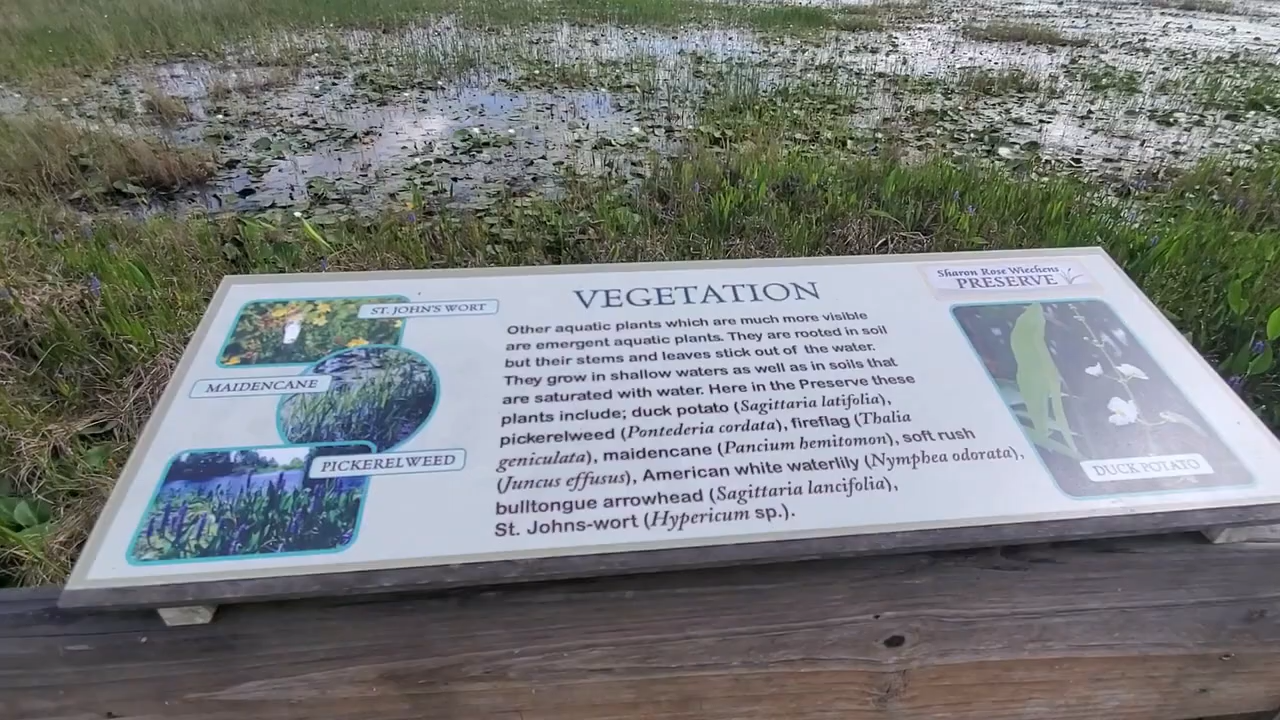 VEGETATION
Sharon Rose Wiechens
PRESERVE
ST. JOHN'S WORT
MAIDENCANE
PICKERELWEED
Other aquatic plants which are much more visible
are emergent aquatic plants. They are rooted in soil
but their stems and leaves stick out of the water.
They grow in shallow waters as well as in soils that
are saturated with water. Here in the Preserve these
plants include; duck potato (Sagittaria latifolia),
pickerelweed (Pontederia cordata), fireflag (Thalia
geniculata), maidencane (Pancium hemitomon), soft rush
(Juncus effusus), American white waterlily (Nymphea odorata),
bulltongue arrowhead (Sagittaria lancifolia),
St. Johns-wort (Hypericum sp.).
DUCK POTATO